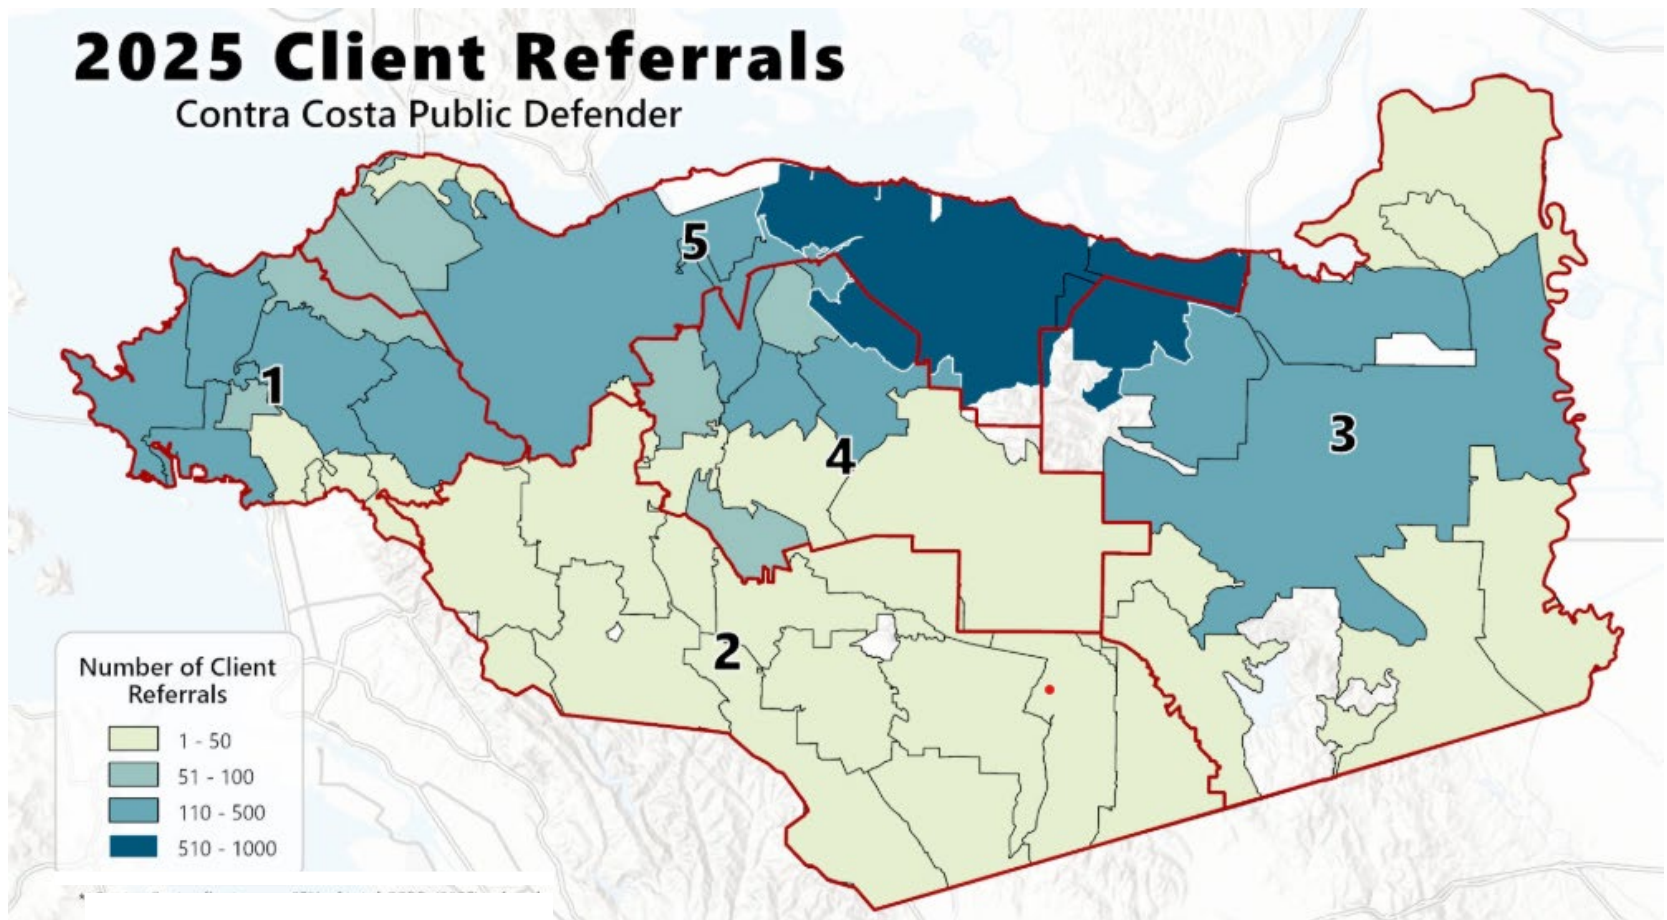 2025 Client Referrals
Contra Costa Public Defender
5
1
3
4
2
Number of Client
Referrals
1 - 50
51 - 100
110 - 500
510 - 1000
*